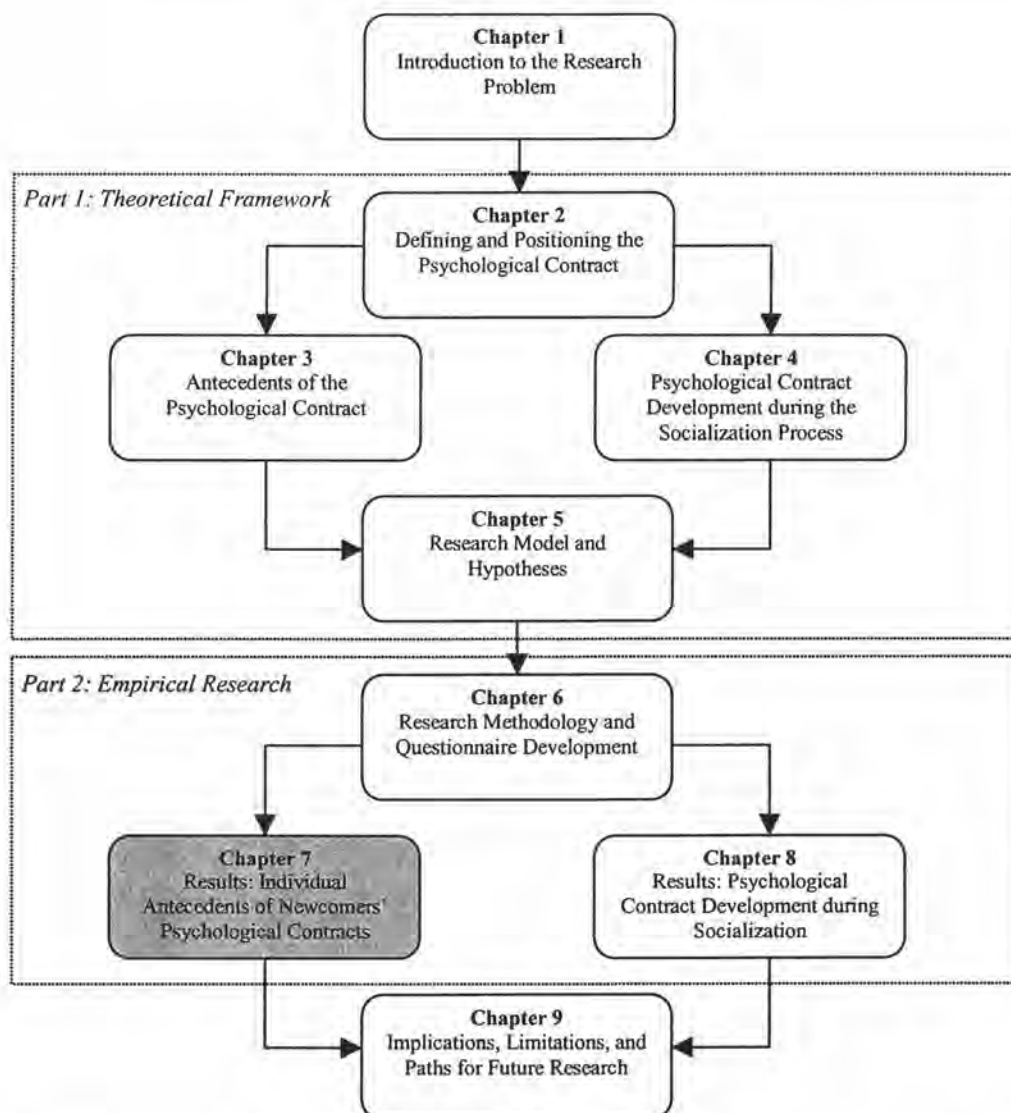 Chapter 1
Introduction to the Research
Problem
Part 1: Theoretical Framework
Chapter 2
Defining and Positioning the
Psychological Contract
Chapter 3
Antecedents of the
Psychological Contract
Chapter 4
Psychological Contract
Development during the
Socialization Process
Chapter 5
Research Model and
Hypotheses
Part 2: Empirical Research
Chapter 6
Research Methodology and
Questionnaire Development
Chapter 7
Results: Individual
Antecedents of Newcomers'
Psychological Contracts
Chapter 8
Results: Psychological
Contract Development during
Socialization
Chapter 9
Implications, Limitations, and
Paths for Future Research